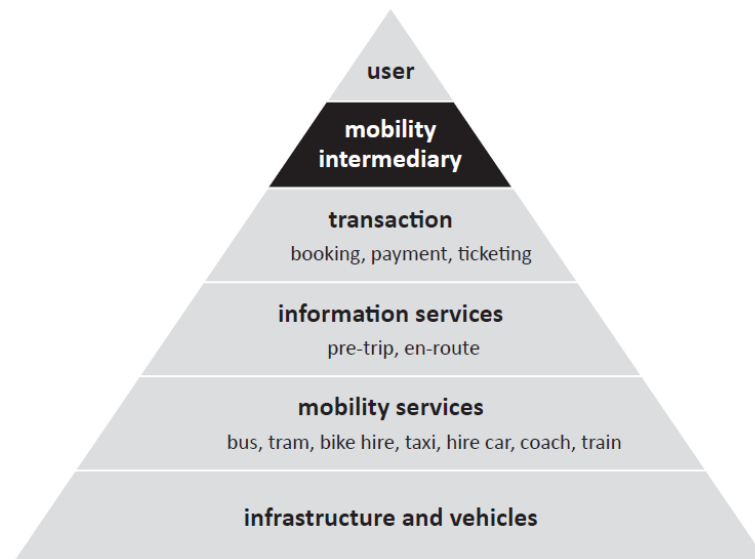 user
mobility
intermediary
transaction
booking, payment, ticketing
information services
pre-trip, en-route
mobility services
bus, tram, bike hire, taxi, hire car, coach, train
infrastructure and vehicles